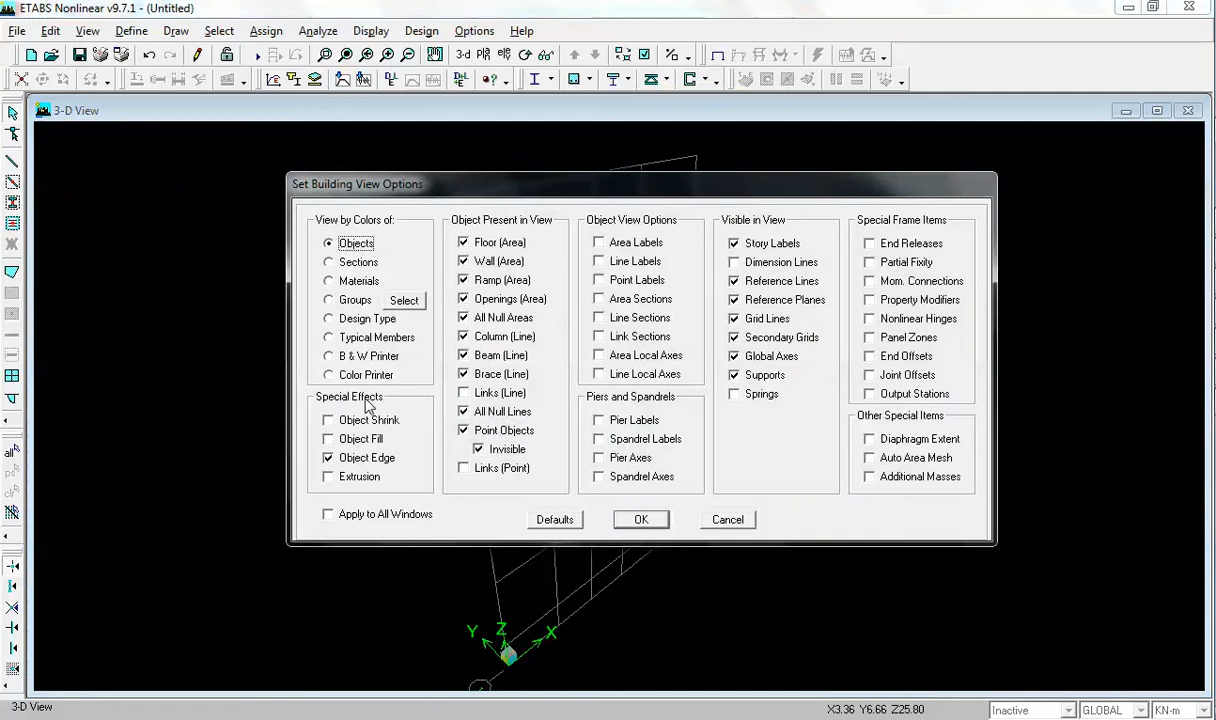 ETABS Nonlinear v9.7.1 - (Untitled)
File Edit View Define Draw Select Assign Analyze Display Design Options Help
3-d
3-D View
Set Building View Options
View by Colors of:
Objects
Sections
Materials
Groups Select
Design Type
Typical Members
B & W Printer
Color Printer
Special Effects
Object Shrink
Object Fill
Object Edge
Extrusion
Apply to All Windows
Object Present in View
Floor (Area)
Wall (Area)
Ramp (Area)
Openings (Area)
All Null Areas
Column (Line)
Beam (Line)
Brace (Line)
Links (Line)
All Null Lines
Point Objects
Invisible
Links (Point)
Object View Options
Area Labels
Line Labels
Point Labels
Area Sections
Line Sections
Link Sections
Area Local Axes
Line Local Axes
Piers and Spandrels
Pier Labels
Spandrel Labels
Pier Axes
Spandrel Axes
Visible in View
Story Labels
Dimension Lines
Reference Lines
Reference Planes
Grid Lines
Secondary Grids
Global Axes
Supports
Springs
Special Frame Items
End Releases
Partial Fixity
Mom. Connections
Property Modifiers
Nonlinear Hinges
Panel Zones
End Offsets
Joint Offsets
Output Stations
Other Special Items
Diaphragm Extent
Auto Area Mesh
Additional Masses
Defaults OK Cancel
all
ps
clr
Y Z X
3-D View X3.36 Y6.66 Z25.80 Inactive GLOBAL KN-m